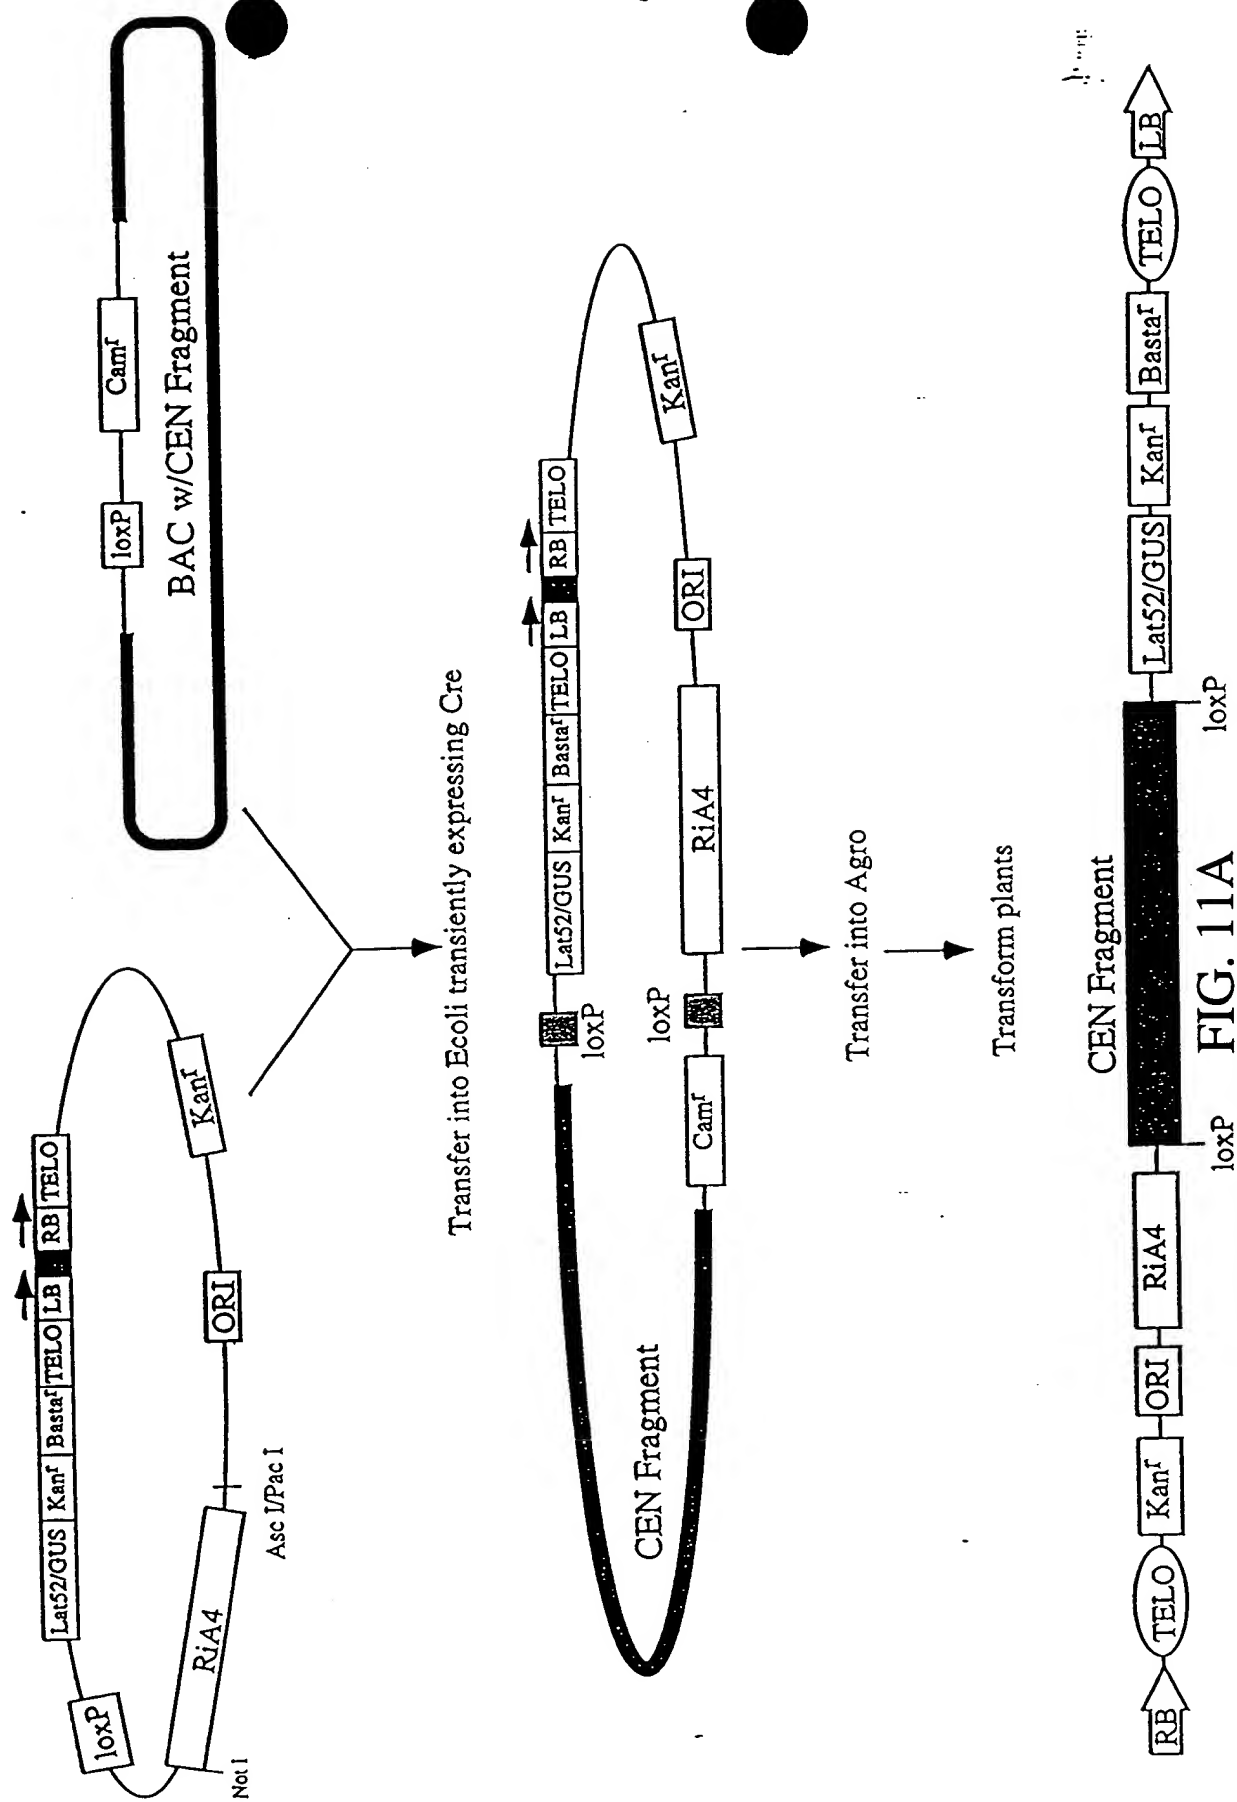 loxP
Lat52/GUS Kanʳ Bastaʳ TELO LB RB TELO
Kanʳ
ORI
Asc I/Pac I
RiA4
Not I
loxP
Camʳ
BAC w/CEN Fragment
Transfer into Ecoli transiently expressing Cre
loxP
Lat52/GUS Kanʳ Bastaʳ TELO LB RB TELO
Kanʳ
ORI
RiA4
loxP
Camʳ
CEN Fragment
Transfer into Agro
Transform plants
CEN Fragment
RB TELO Kanʳ ORI RiA4 Lat52/GUS Kanʳ Bastaʳ TELO LB
loxP loxP
FIG. 11A